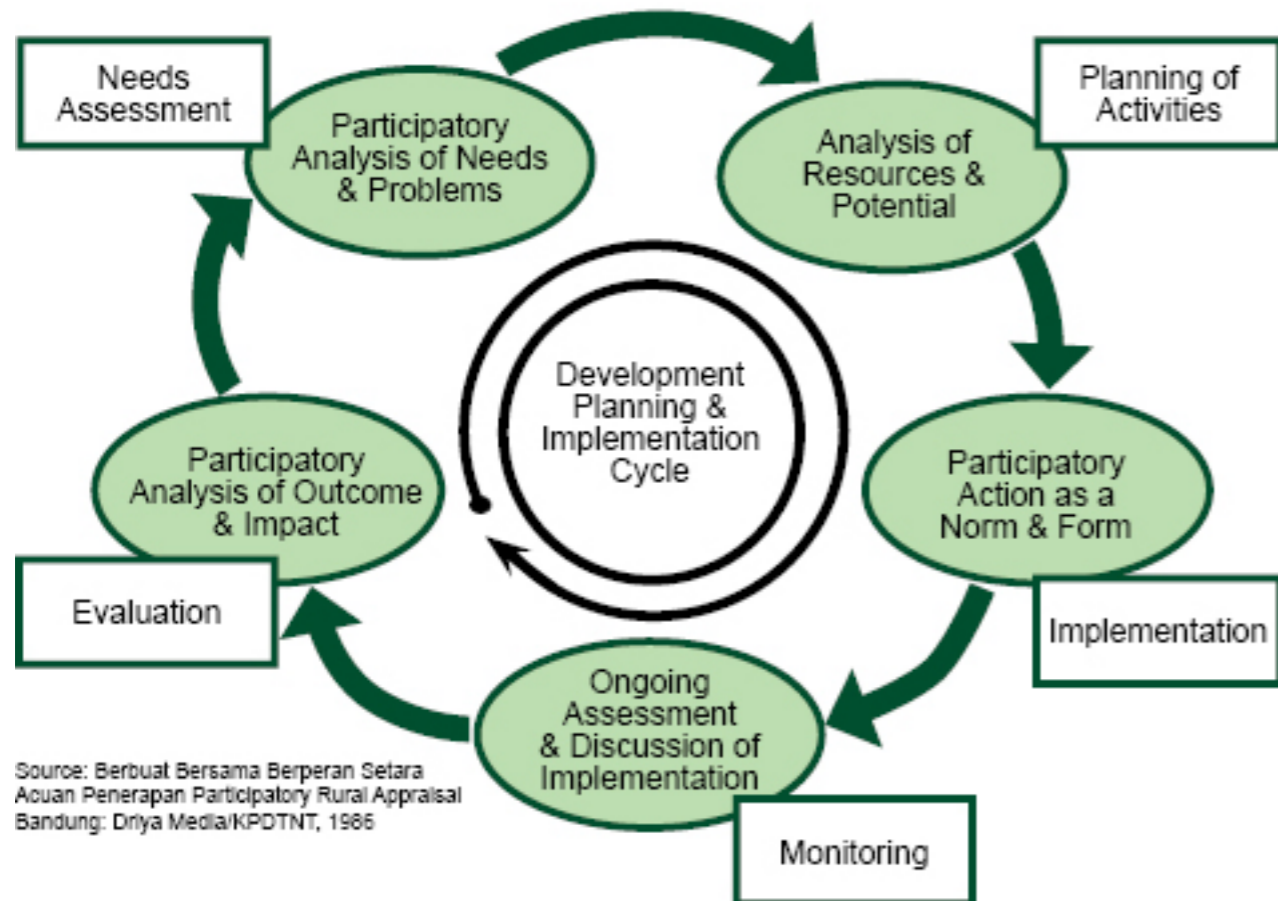 Needs
Assessment
Participatory
Analysis of Needs
& Problems
Analysis of
Resources &
Potential
Planning of
Activities
Development
Planning &
Implementation
Cycle
Participatory
Action as a
Norm & Form
Implementation
Ongoing
Assessment
& Discussion of
Implementation
Monitoring
Participatory
Analysis of Outcome
& Impact
Evaluation
Source: Berbuat Bersama Berperan Setara
Acuan Penerapan Participatory Rural Appraisal
Bandung: Driya Media/KPDTNT, 1986